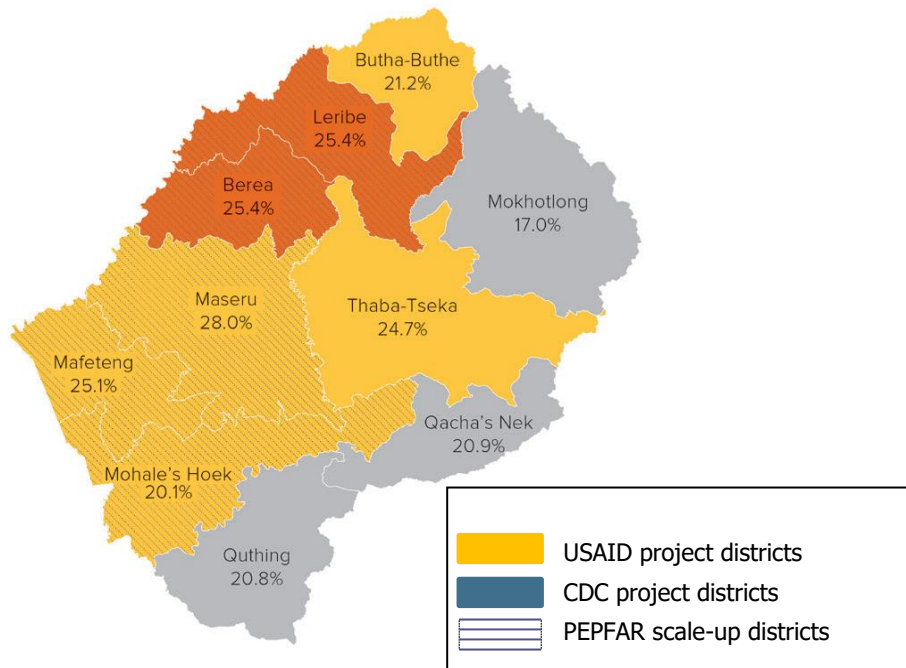 Butha-Buthe
21.2%
Leribe
25.4%
Berea
25.4%
Mokhotlong
17.0%
Maseru
28.0%
Thaba-Tseka
24.7%
Mafeteng
25.1%
Qacha's Nek
20.9%
Mohale's Hoek
20.1%
Quthing
20.8%
USAID project districts
CDC project districts
PEPFAR scale-up districts